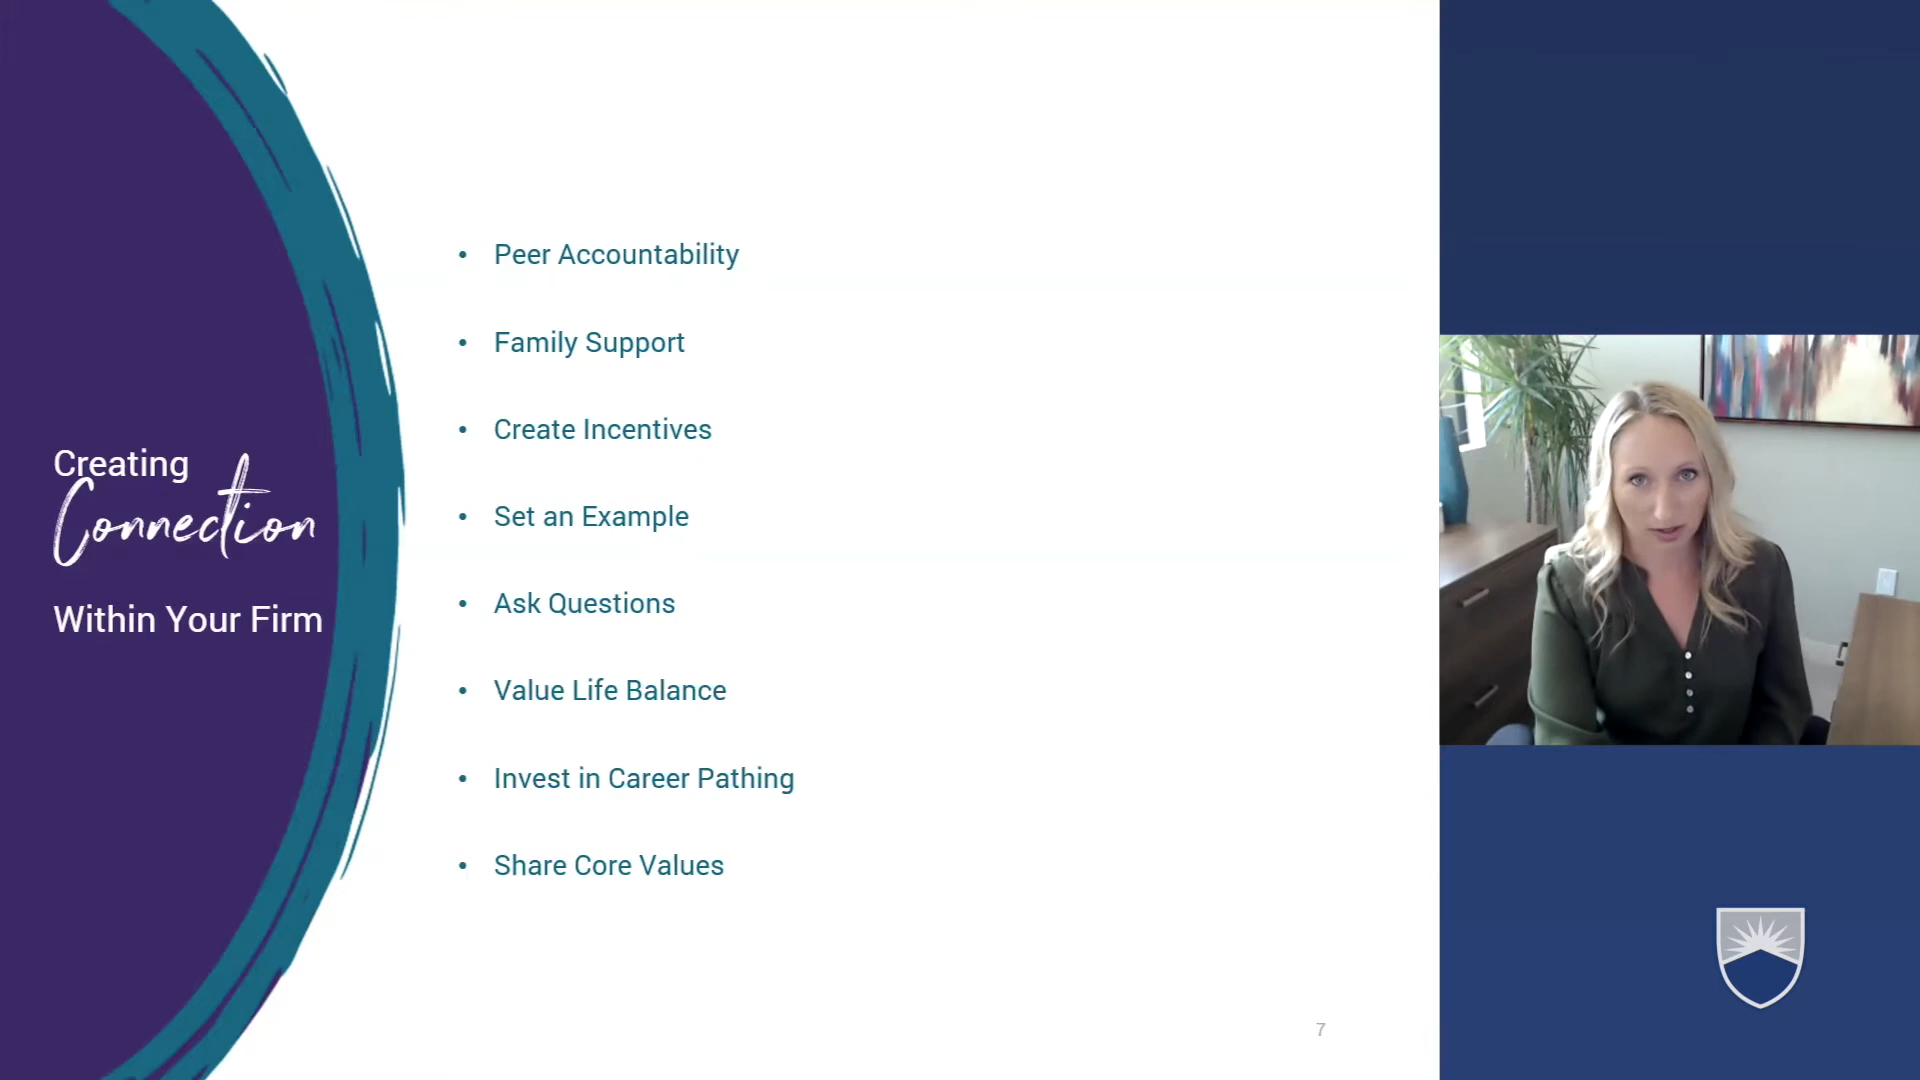 Creating
Connection
Within Your Firm
• Peer Accountability
• Family Support
• Create Incentives
• Set an Example
• Ask Questions
• Value Life Balance
• Invest in Career Pathing
• Share Core Values
7